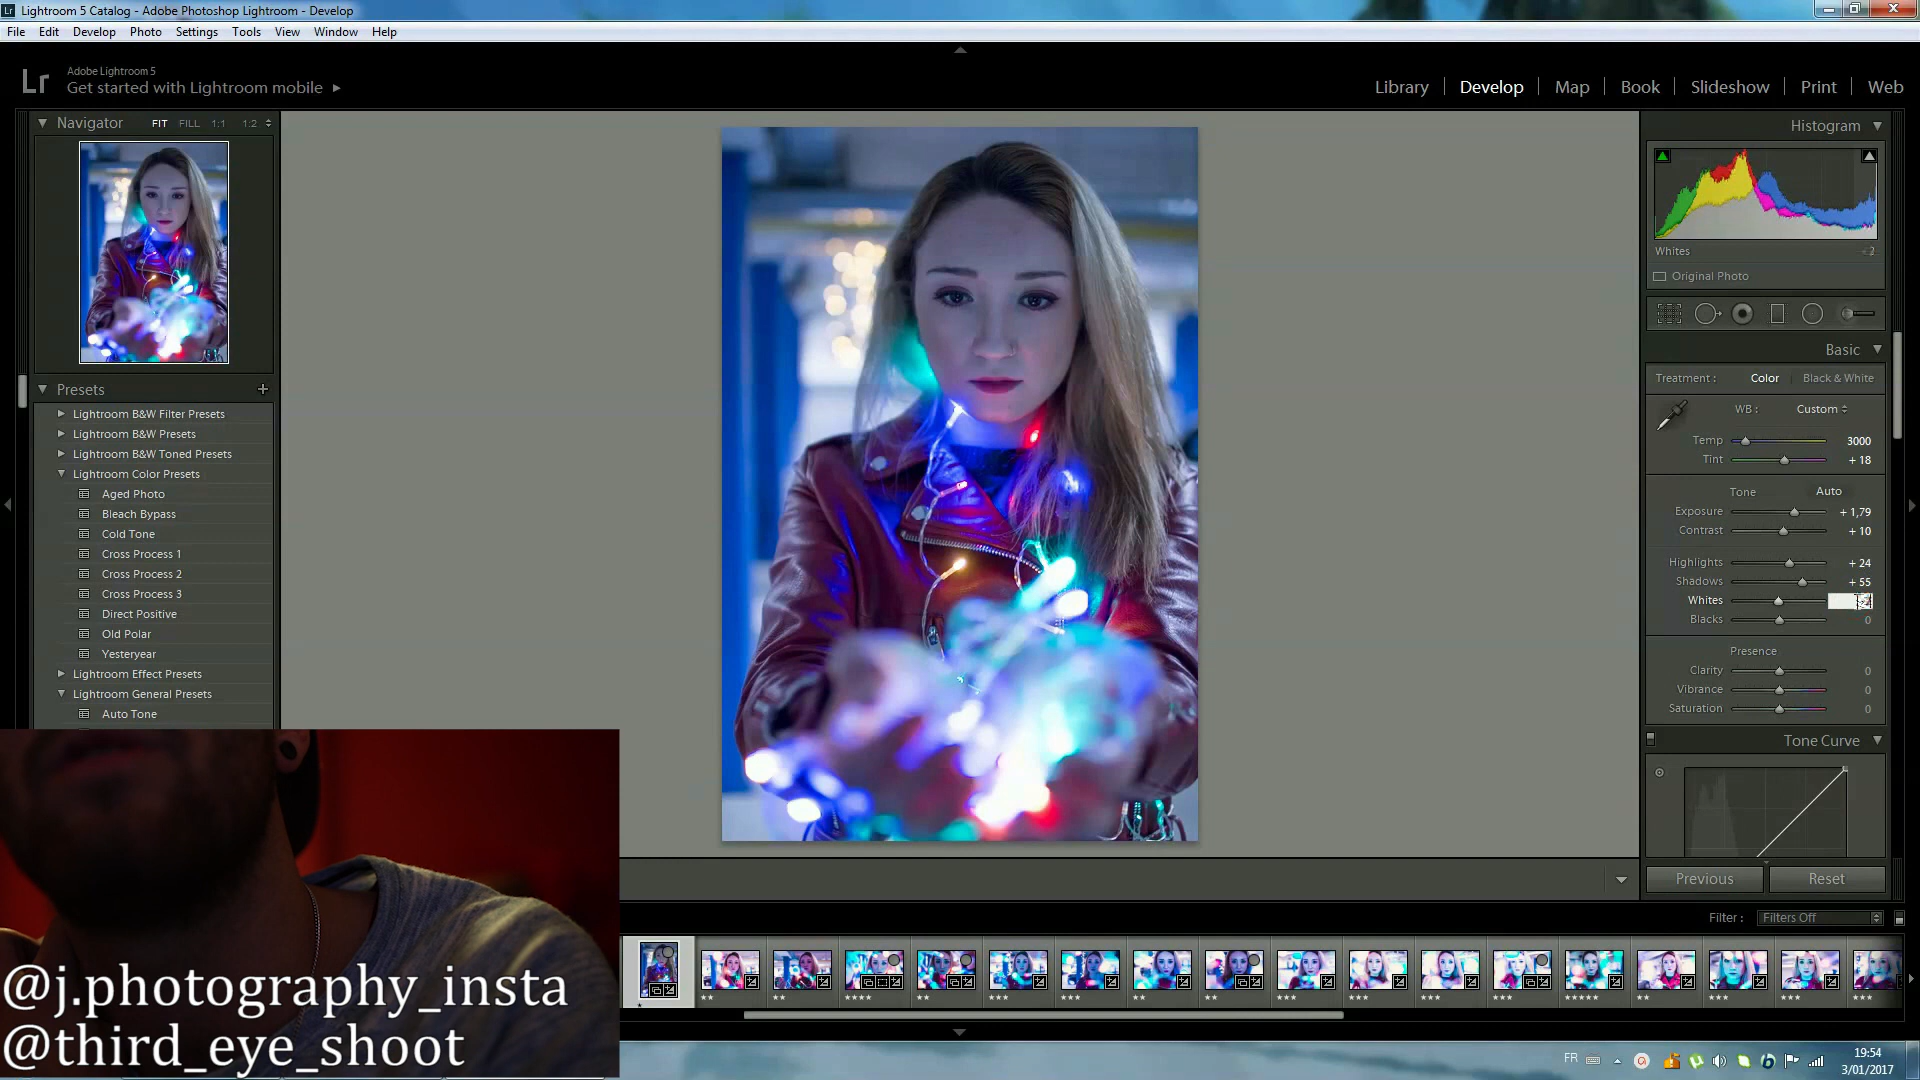 Lightroom 5 Catalog - Adobe Photoshop Lightroom - Develop
File Edit Develop Photo Settings Tools View Window Help
Lr Adobe Lightroom 5
Get started with Lightroom mobile
Library Develop Map Book Slideshow Print Web
Navigator FIT FILL 1:1 1:2
Presets
Lightroom B&W Filter Presets
Lightroom B&W Presets
Lightroom B&W Toned Presets
Lightroom Color Presets
Aged Photo
Bleach Bypass
Cold Tone
Cross Process 1
Cross Process 2
Cross Process 3
Direct Positive
Old Polar
Yesteryear
Lightroom Effect Presets
Lightroom General Presets
Auto Tone
Histogram
Whites - 2
Original Photo
Basic
Treatment : Color Black & White
WB : Custom
Temp 3000
Tint + 18
Tone Auto
Exposure + 1,79
Contrast + 10
Highlights + 24
Shadows + 55
Whites
Blacks 0
Presence
Clarity 0
Vibrance 0
Saturation 0
Tone Curve
Previous Reset
Filter : Filters Off
@j.photography_insta
@third_eye_shoot
FR
19:54
3/01/2017